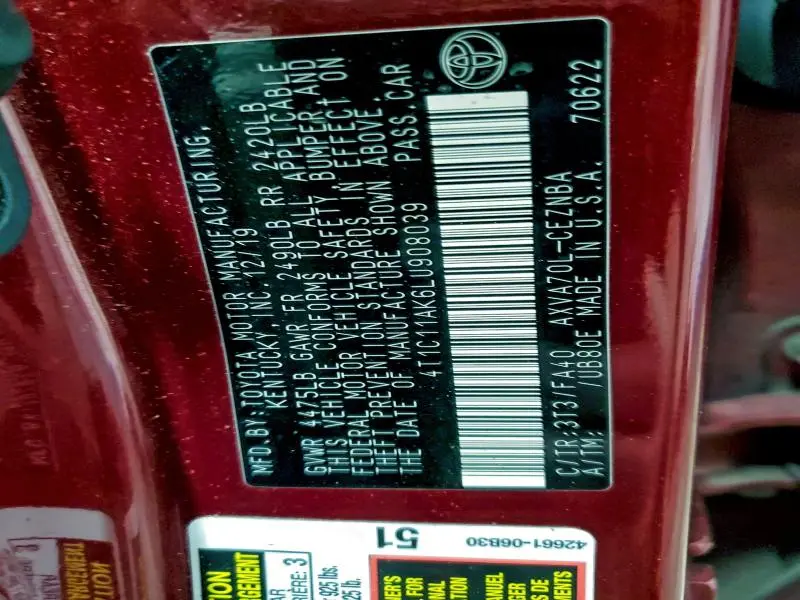 MFD.BY:TOYOTA MOTOR MANUFACTURING,
KENTUCKY, INC. 12/19
GVWR 4475LB GAWR FR 2490LB RR 2420LB
THIS VEHICLE CONFORMS TO ALL APPLICABLE
FEDERAL MOTOR VEHICLE SAFETY, BUMPER AND
THEFT PREVENTION STANDARDS IN EFFECT ON
THE DATE OF MANUFACTURE SHOWN ABOVE.
4T1C11AK6LU908039 PASS.CAR
C/TR:3T3/FA40 AXVA70L-CEZNBA
A/TM: /UB80E MADE IN U.S.A. 70622
51
42661-06B30